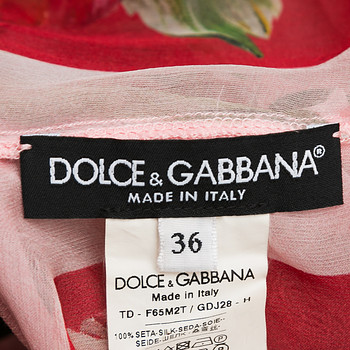 DOLCE & GABBANA®
MADE IN ITALY
36
DOLCE & GABBANA
Made in Italy
TD - F65M2T / GDJ28 - H
100% SETA-SILK-SEDA-SOIE-
SEIDE-